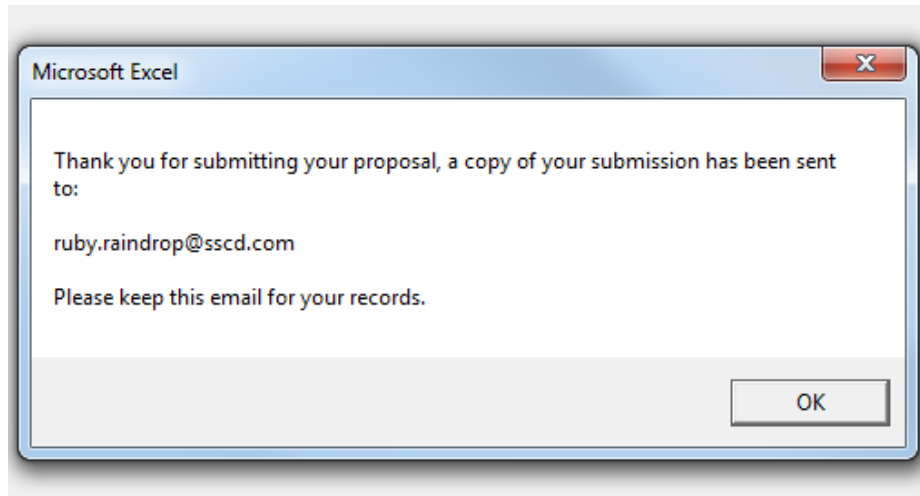 Microsoft Excel
Thank you for submitting your proposal, a copy of your submission has been sent
to:
ruby.raindrop@sscd.com
Please keep this email for your records.
OK